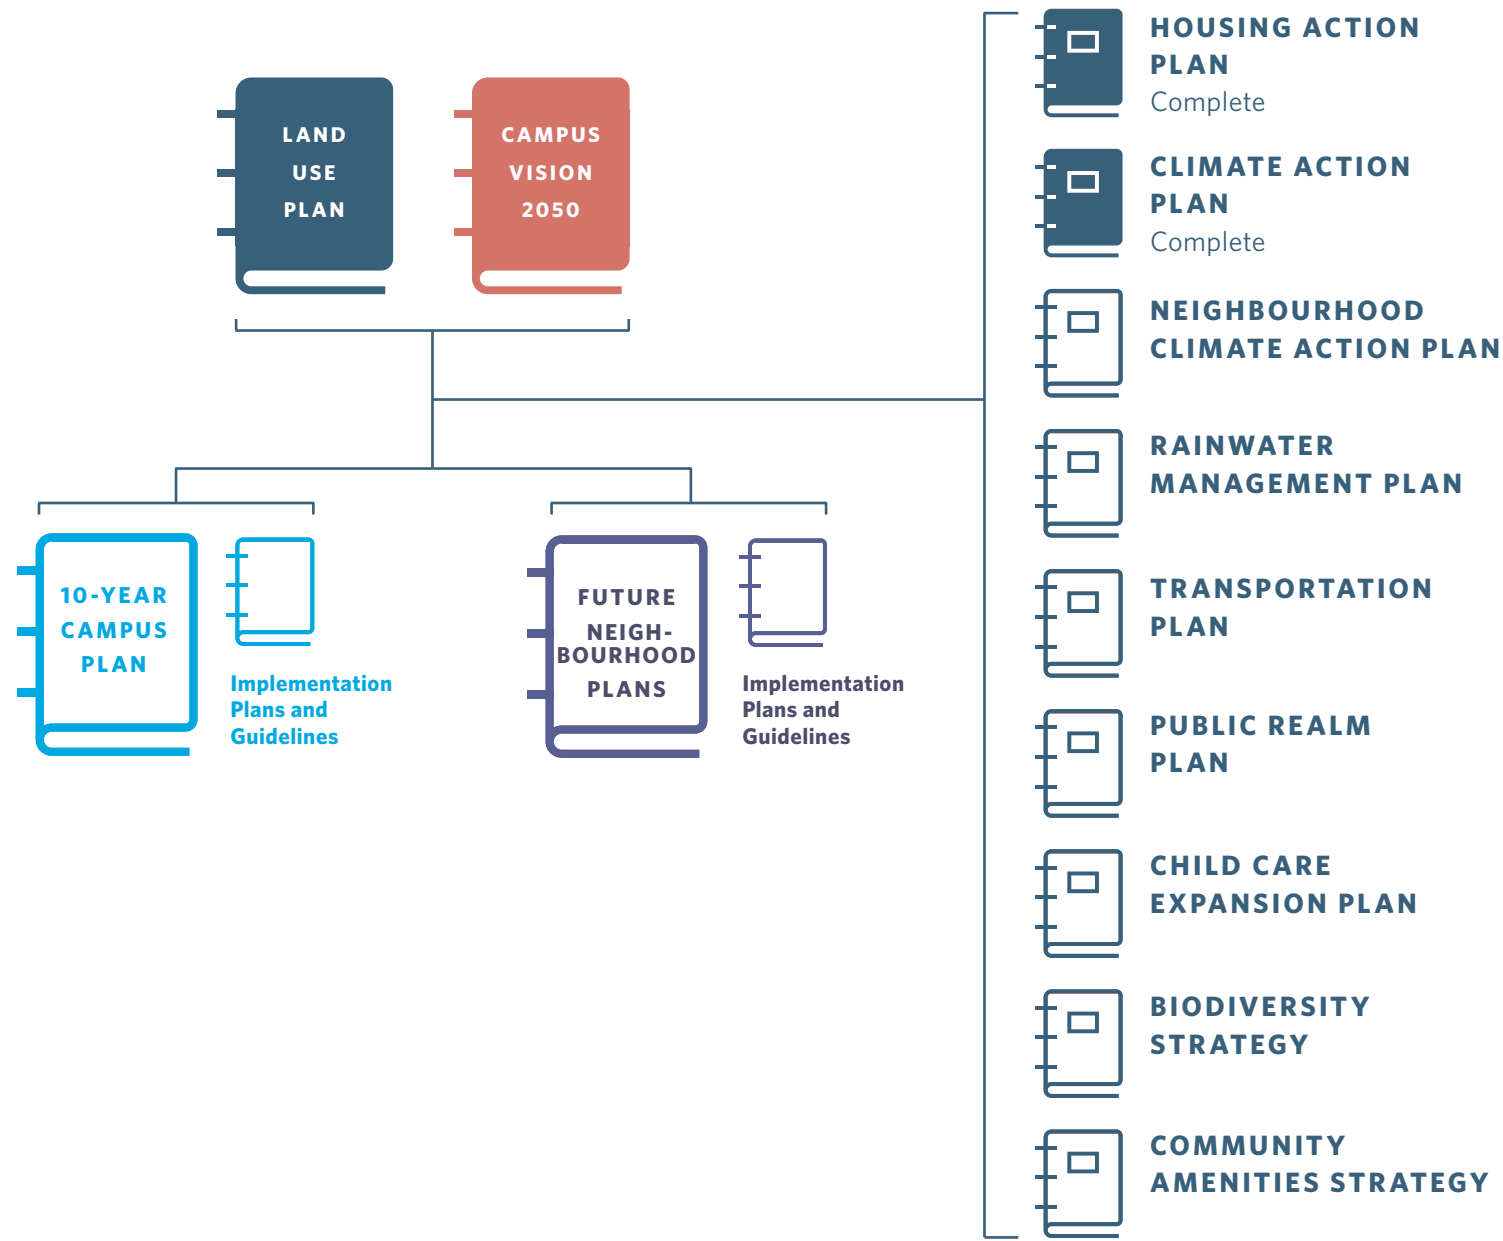 LAND
USE
PLAN
CAMPUS
VISION
2050
10-YEAR
CAMPUS
PLAN
Implementation
Plans and
Guidelines
FUTURE
NEIGH-
BOURHOOD
PLANS
Implementation
Plans and
Guidelines
HOUSING ACTION
PLAN
Complete
CLIMATE ACTION
PLAN
Complete
NEIGHBOURHOOD
CLIMATE ACTION PLAN
RAINWATER
MANAGEMENT PLAN
TRANSPORTATION
PLAN
PUBLIC REALM
PLAN
CHILD CARE
EXPANSION PLAN
BIODIVERSITY
STRATEGY
COMMUNITY
AMENITIES STRATEGY